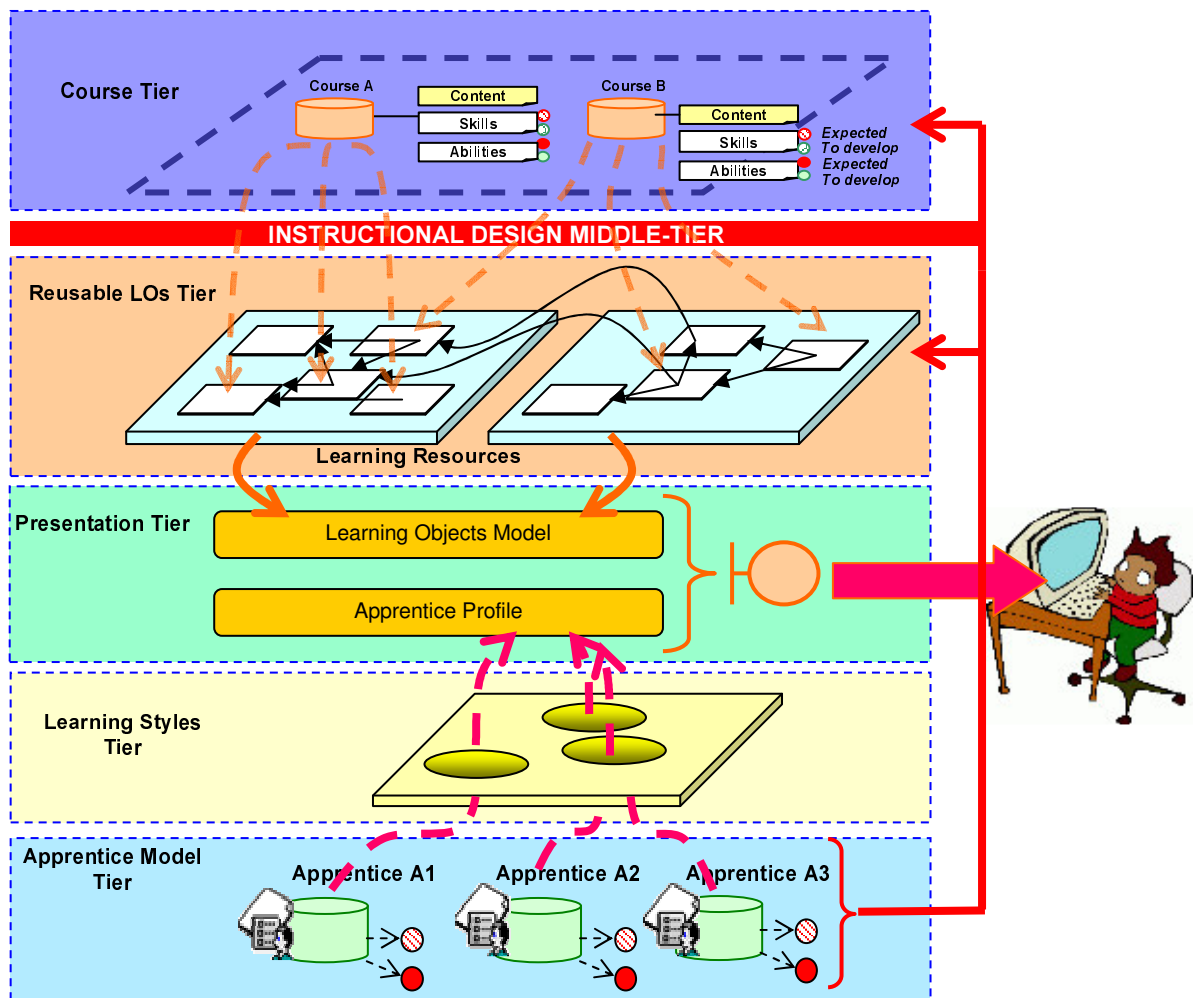 Course Tier
Course A
Content
Skills
Abilities
Course B
Content
Skills
Abilities
Expected
To develop
Expected
To develop
INSTRUCTIONAL DESIGN MIDDLE-TIER
Reusable LOs Tier
Learning Resources
Presentation Tier
Learning Objects Model
Apprentice Profile
Learning Styles
Tier
Apprentice Model
Tier
Apprentice A1
Apprentice A2
Apprentice A3